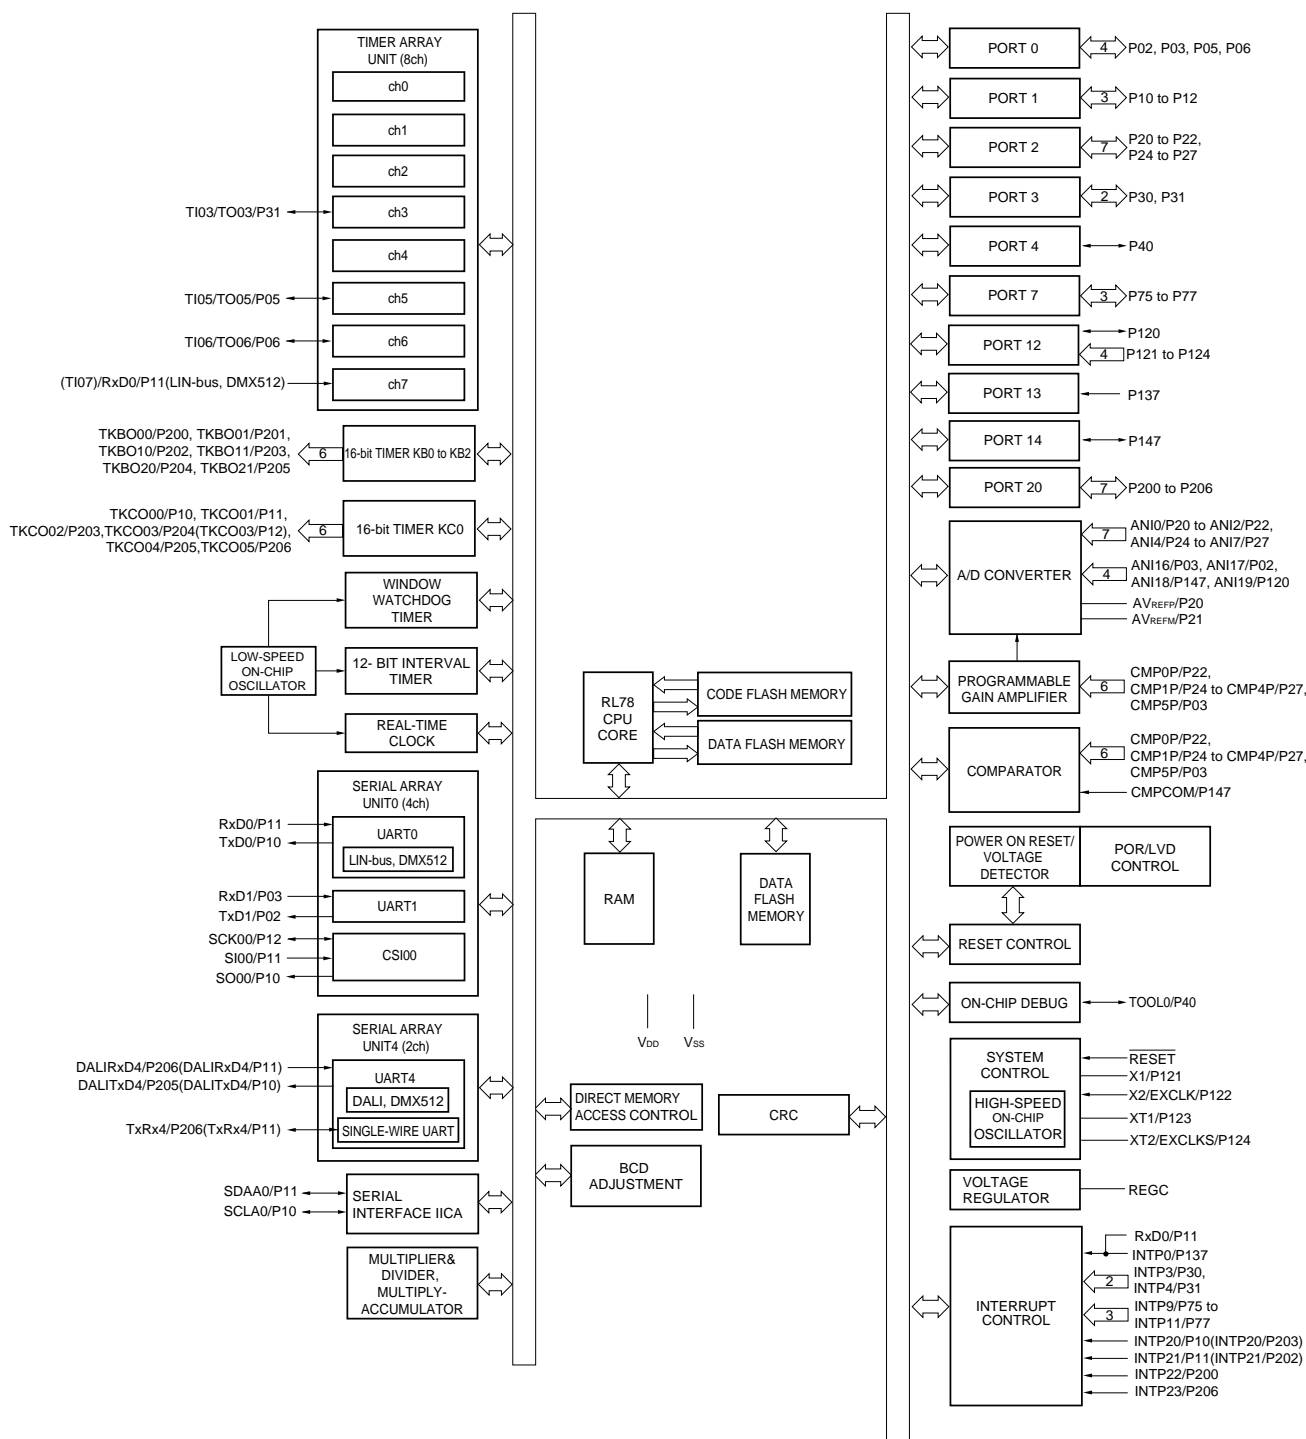 TIMER ARRAY
UNIT (8ch)
ch0
ch1
ch2
TI03/TO03/P31
ch3
ch4
TI05/TO05/P05
ch5
TI06/TO06/P06
ch6
(TI07)/RxD0/P11(LIN-bus, DMX512)
ch7
TKBO00/P200, TKBO01/P201,
TKBO10/P202, TKBO11/P203,
TKBO20/P204, TKBO21/P205
6
16-bit TIMER KB0 to KB2
TKCO00/P10, TKCO01/P11,
TKCO02/P203,TKCO03/P204(TKCO03/P12),
TKCO04/P205,TKCO05/P206
6
16-bit TIMER KC0
WINDOW
WATCHDOG
TIMER
LOW-SPEED
ON-CHIP
OSCILLATOR
12- BIT INTERVAL
TIMER
REAL-TIME
CLOCK
SERIAL ARRAY
UNIT0 (4ch)
RxD0/P11
TxD0/P10
UART0
LIN-bus, DMX512
RxD1/P03
TxD1/P02
UART1
SCK00/P12
SI00/P11
SO00/P10
CSI00
SERIAL ARRAY
UNIT4 (2ch)
DALIRxD4/P206(DALIRxD4/P11)
DALITxD4/P205(DALITxD4/P10)
UART4
DALI, DMX512
TxRx4/P206(TxRx4/P11)
SINGLE-WIRE UART
SDAA0/P11
SCLA0/P10
SERIAL
INTERFACE IICA
MULTIPLIER&
DIVIDER,
MULTIPLY-
ACCUMULATOR
RL78
CPU
CORE
CODE FLASH MEMORY
DATA FLASH MEMORY
RAM
DATA
FLASH
MEMORY
VDD
VSS
DIRECT MEMORY
ACCESS CONTROL
CRC
BCD
ADJUSTMENT
PORT 0
4
P02, P03, P05, P06
PORT 1
3
P10 to P12
PORT 2
7
P20 to P22,
P24 to P27
PORT 3
2
P30, P31
PORT 4
P40
PORT 7
3
P75 to P77
PORT 12
P120
4
P121 to P124
PORT 13
P137
PORT 14
P147
PORT 20
7
P200 to P206
A/D CONVERTER
7
ANI0/P20 to ANI2/P22,
ANI4/P24 to ANI7/P27
4
ANI16/P03, ANI17/P02,
ANI18/P147, ANI19/P120
AVREFP/P20
AVREFM/P21
PROGRAMMABLE
GAIN AMPLIFIER
6
CMP0P/P22,
CMP1P/P24 to CMP4P/P27,
CMP5P/P03
COMPARATOR
6
CMP0P/P22,
CMP1P/P24 to CMP4P/P27,
CMP5P/P03
CMPCOM/P147
POWER ON RESET/
VOLTAGE
DETECTOR
POR/LVD
CONTROL
RESET CONTROL
ON-CHIP DEBUG
TOOL0/P40
SYSTEM
CONTROL
HIGH-SPEED
ON-CHIP
OSCILLATOR
RESET
X1/P121
X2/EXCLK/P122
XT1/P123
XT2/EXCLKS/P124
VOLTAGE
REGULATOR
REGC
INTERRUPT
CONTROL
RxD0/P11
INTP0/P137
2
INTP3/P30,
INTP4/P31
3
INTP9/P75 to
INTP11/P77
INTP20/P10(INTP20/P203)
INTP21/P11(INTP21/P202)
INTP22/P200
INTP23/P206